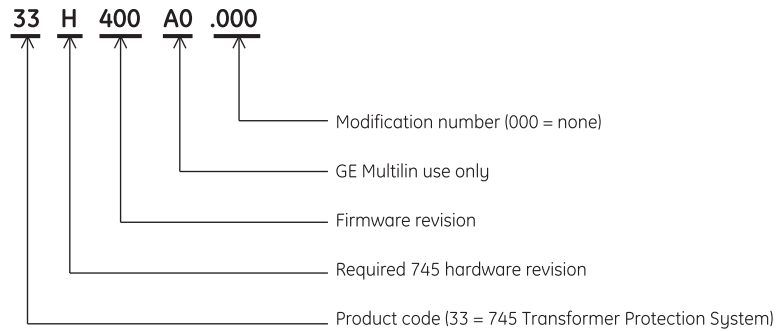 33 H 400 A0 .000
Modification number (000 = none)
GE Multilin use only
Firmware revision
Required 745 hardware revision
Product code (33 = 745 Transformer Protection System)